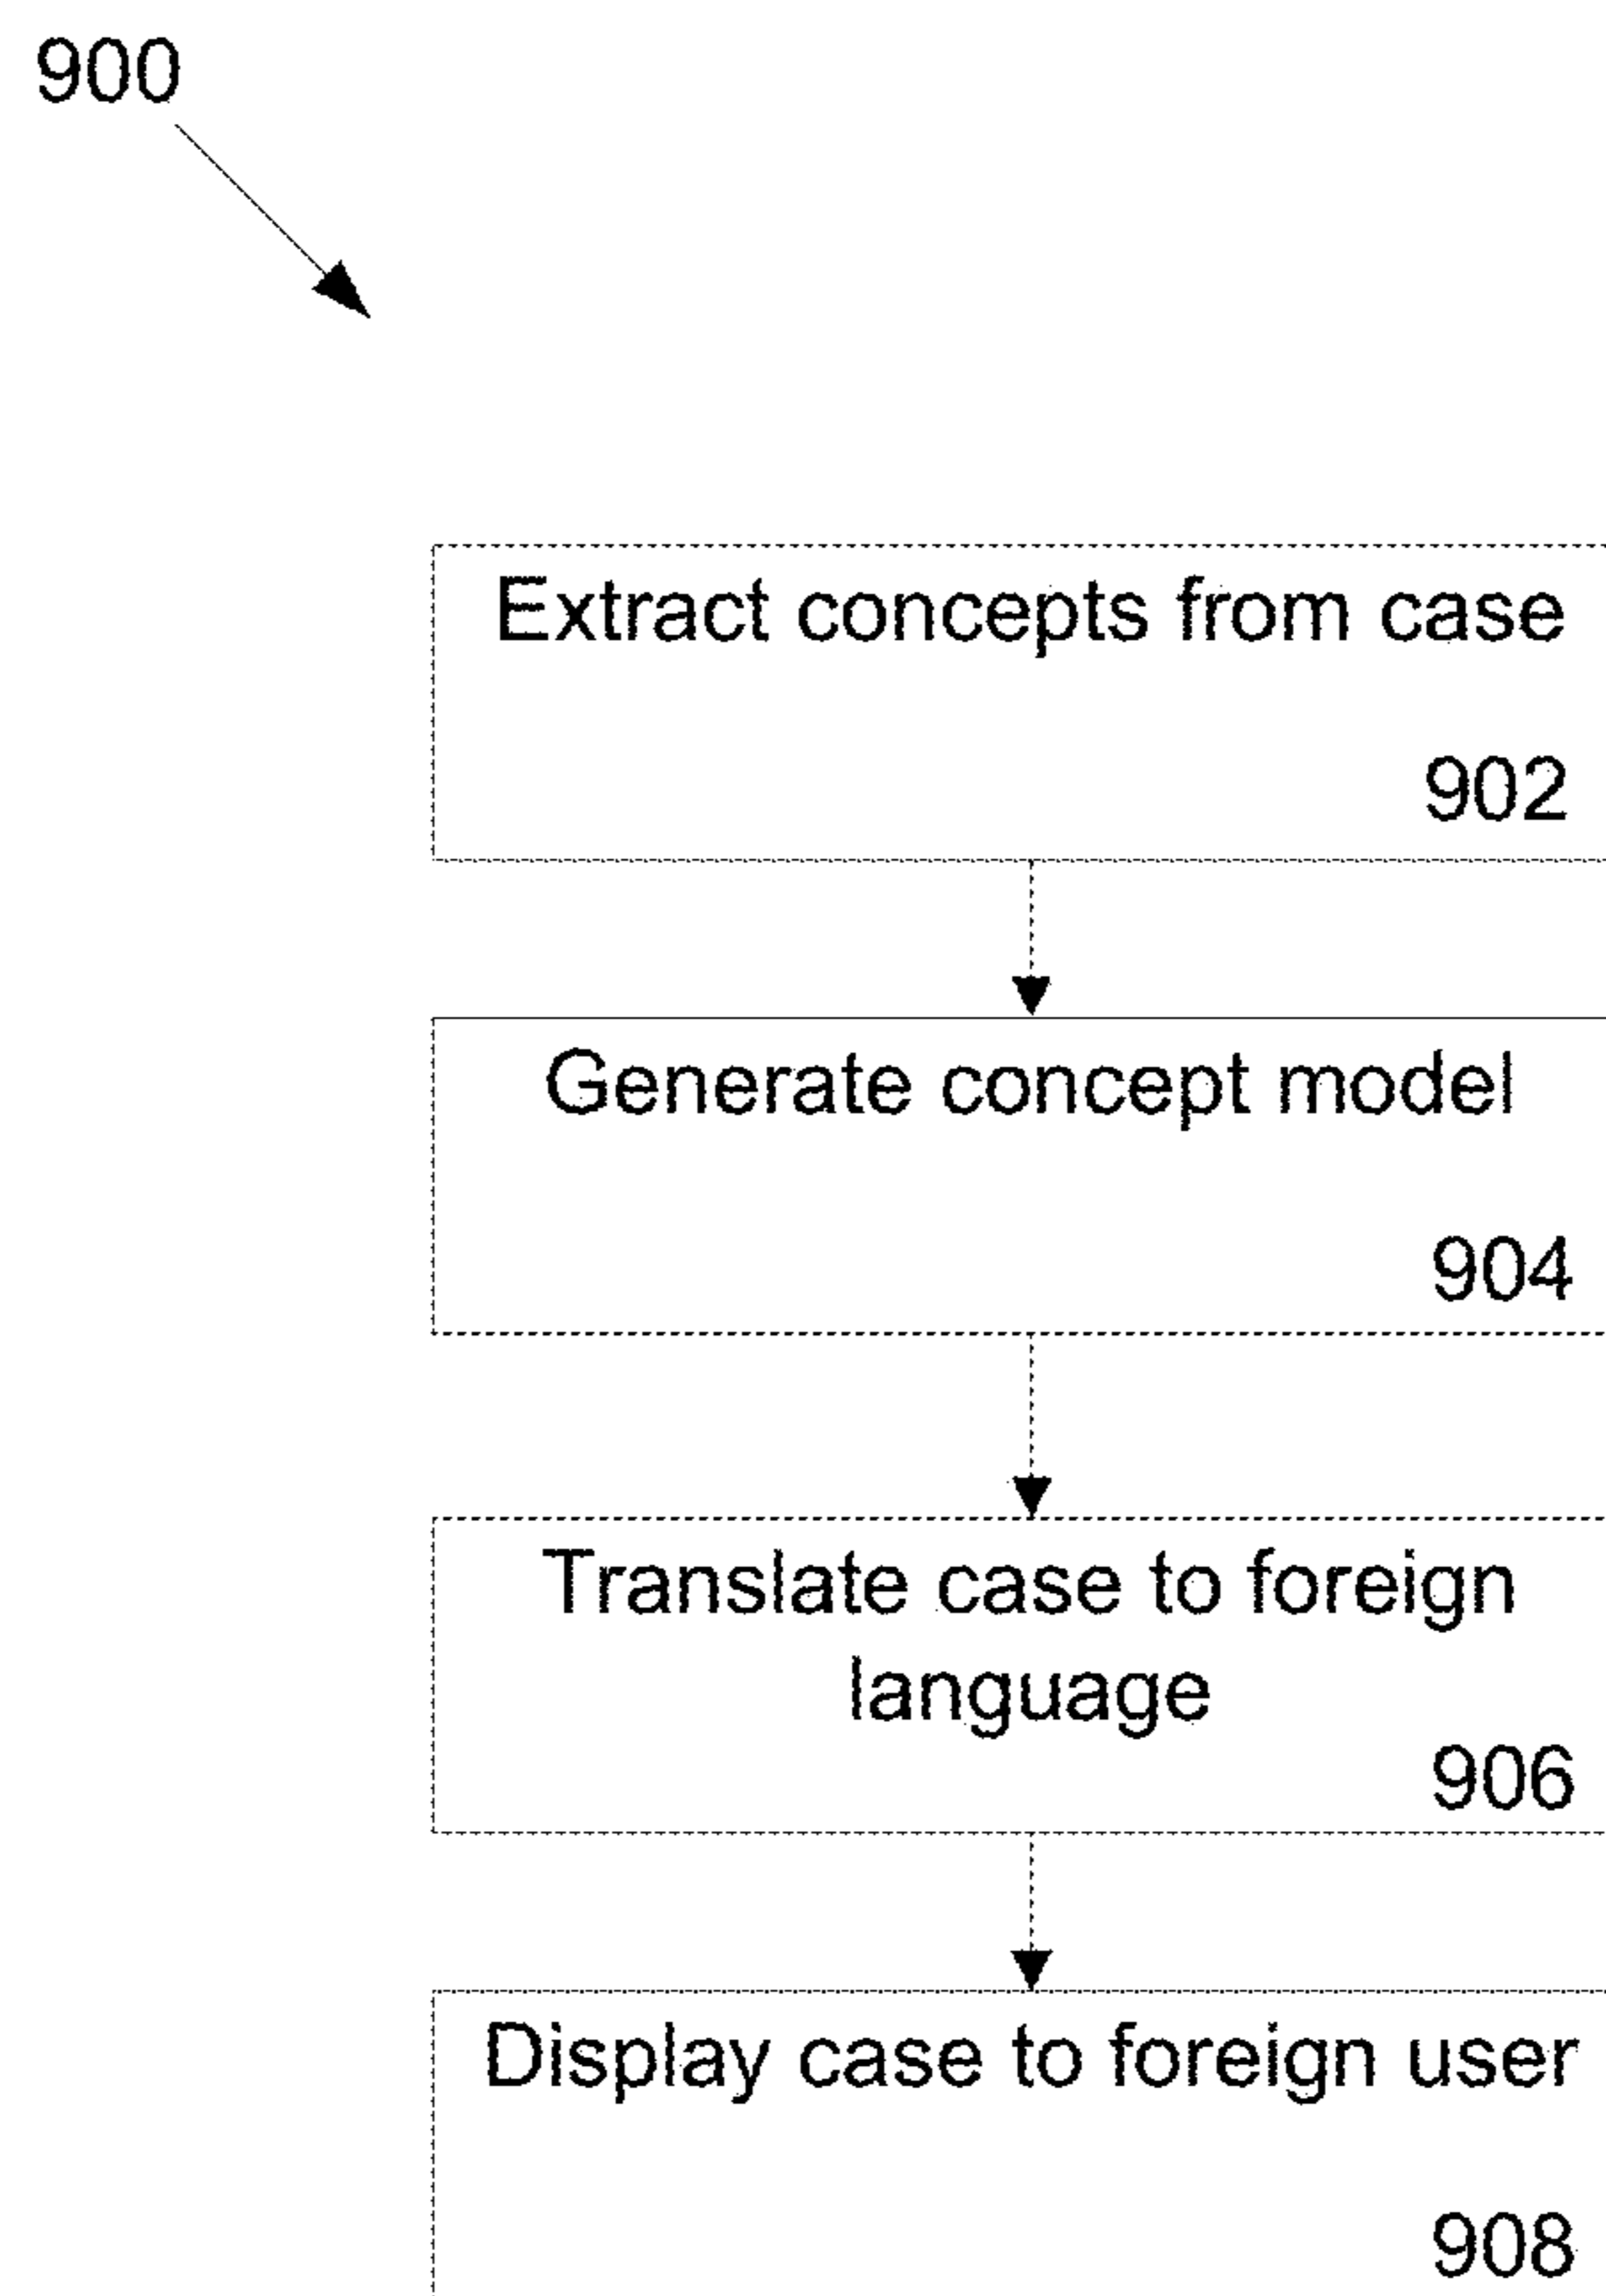 900
Extract concepts from case
902
Generate concept model
904
Translate case to foreign
language
906
Display case to foreign user
908